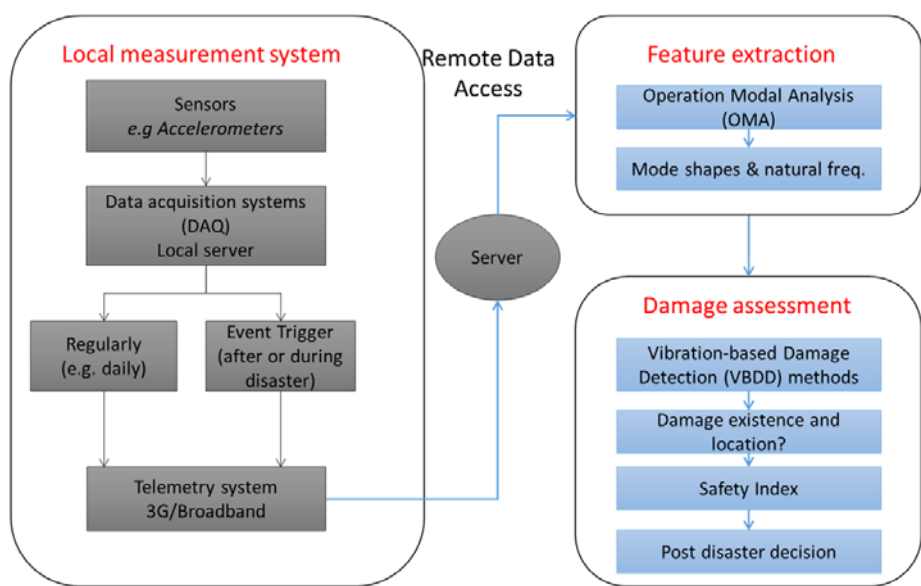 Local measurement system
Sensors
e.g Accelerometers
Data acquisition systems
(DAQ)
Local server
Regularly
(e.g. daily)
Event Trigger
(after or during
disaster)
Telemetry system
3G/Broadband
Remote Data
Access
Server
Feature extraction
Operation Modal Analysis
(OMA)
Mode shapes & natural freq.
Damage assessment
Vibration-based Damage
Detection (VBDD) methods
Damage existence and
location?
Safety Index
Post disaster decision